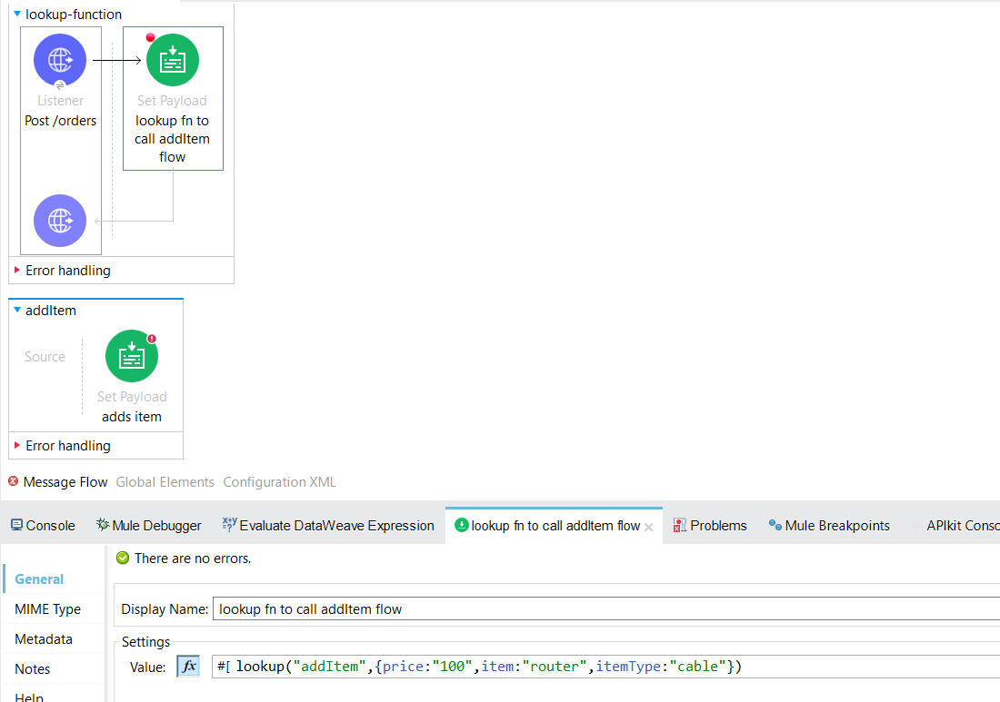 lookup-function
Listener
Post /orders
Set Payload
lookup fn to
call addItem
flow
Error handling
addItem
Source
Set Payload
adds item
Error handling
Message Flow Global Elements Configuration XML
Console Mule Debugger x+y=? Evaluate DataWeave Expression lookup fn to call addItem flow Problems Mule Breakpoints APIkit Conso
There are no errors.
General
MIME Type
Metadata
Notes
Help
Display Name: lookup fn to call addItem flow
Settings
Value: fx #[ lookup("addItem",{price:"100",item:"router",itemType:"cable"})